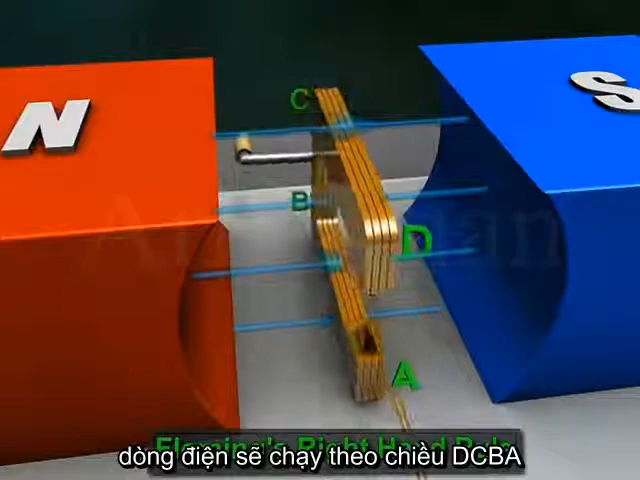 N
S
C
B
D
A
Fleming's Right Hand Rule
dòng điện sẽ chạy theo chiều DCBA